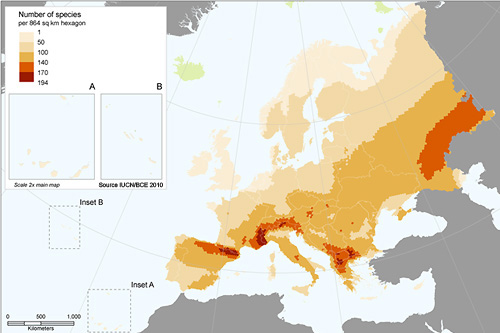 Number of species
per 864 sq km hexagon
1
50
100
140
170
194
A
B
Scale 2x main map
Source IUCN/BCE 2010
Inset B
Inset A
0
500
1,000
Kilometers